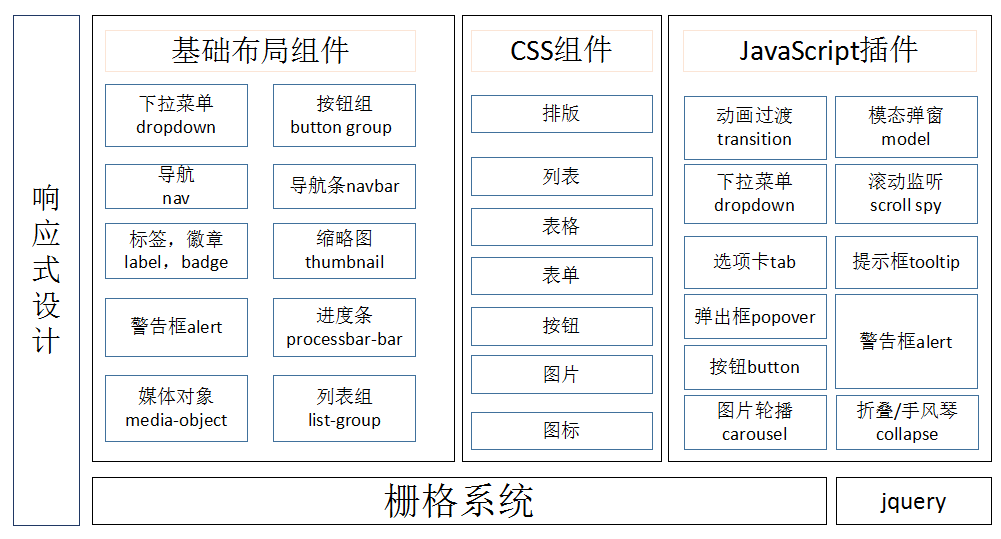 响
应
式
设
计
基础布局组件
下拉菜单
dropdown
按钮组
button group
导航
nav
导航条navbar
标签，徽章
label，badge
缩略图
thumbnail
警告框alert
进度条
processbar-bar
媒体对象
media-object
列表组
list-group
CSS组件
排版
列表
表格
表单
按钮
图片
图标
JavaScript插件
动画过渡
transition
模态弹窗
model
下拉菜单
dropdown
滚动监听
scroll spy
选项卡tab
提示框tooltip
弹出框popover
警告框alert
按钮button
图片轮播
carousel
折叠/手风琴
collapse
栅格系统
jquery